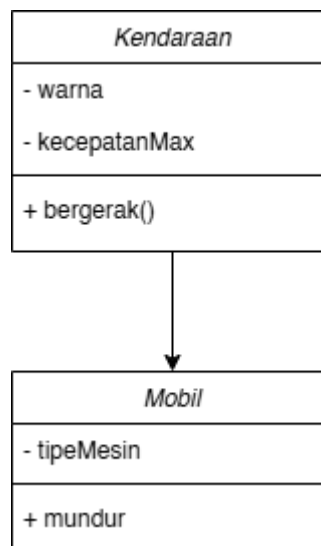 Kendaraan
- warna
- kecepatanMax
+ bergerak()
Mobil
- tipeMesin
+ mundur